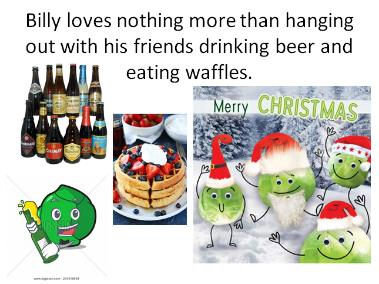 Billy loves nothing more than hanging
out with his friends drinking beer and
eating waffles.
Merry CHRISTMAS